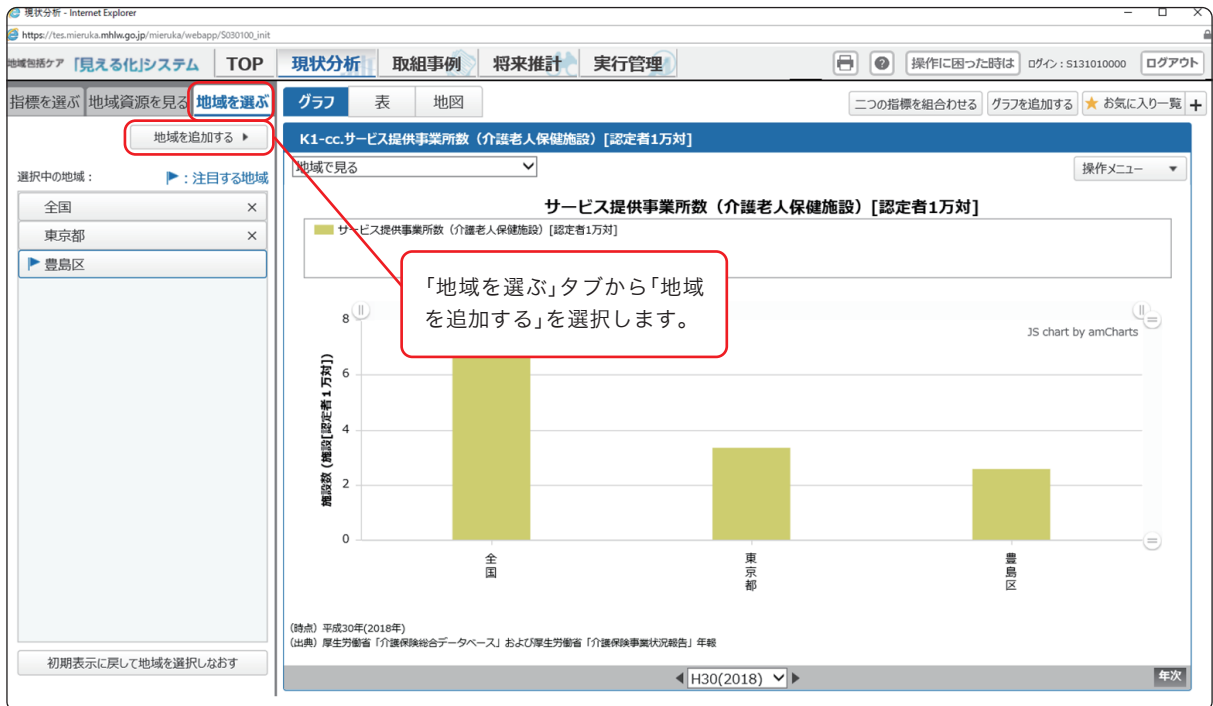 現状分析 - Internet Explorer
https://tes.mieruka.mhlw.go.jp/mieruka/webapp/S030100_init
地域包括ケア 「見える化」システム TOP 現状分析 取組事例 将来推計 実行管理 操作に困った時は ログイン : S131010000 ログアウト
指標を選ぶ 地域資源を見る 地域を選ぶ グラフ 表 地図 二つの指標を組合わせる グラフを追加する お気に入り一覧
地域を追加する
K1-cc.サービス提供事業所数（介護老人保健施設）[認定者1万対]
地域で見る 操作メニュー
選択中の地域： ：注目する地域
全国 ×
東京都 ×
豊島区
サービス提供事業所数（介護老人保健施設）[認定者1万対]
サービス提供事業所数（介護老人保健施設）[認定者1万対]
「地域を選ぶ」タブから「地域
を追加する」を選択します。
JS chart by amCharts
施設数 (施設[認定者１万対])
8
6
4
2
0
全国
東京都
豊島区
（時点）平成30年(2018年)
（出典）厚生労働省「介護保険総合データベース」および厚生労働省「介護保険事業状況報告」年報
初期表示に戻して地域を選択しなおす
H30(2018) 年次